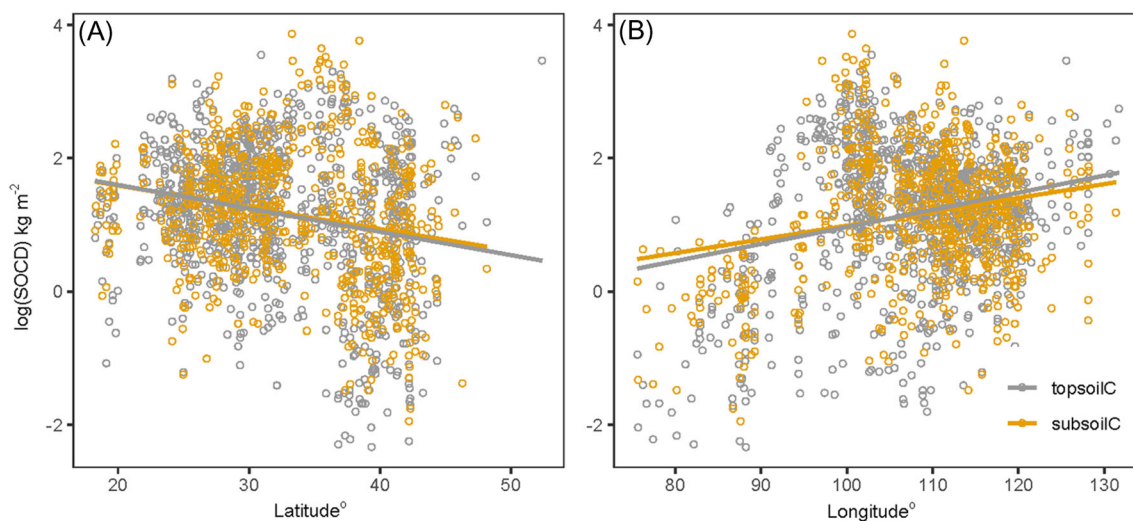 (A)
(B)
log(SOCD) kg m⁻²
4
2
0
-2
20 30 40 50
80 90 100 110 120 130
topsoilC
subsoilC
Latitude°
Longitude°